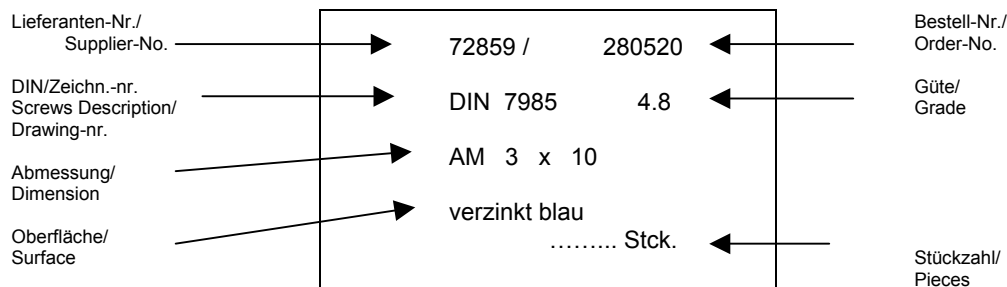 Lieferanten-Nr./
Supplier-No.
DIN/Zeichn.-nr.
Screws Description/
Drawing-nr.
Abmessung/
Dimension
Oberfläche/
Surface
72859 / 280520
DIN 7985 4.8
AM 3 x 10
verzinkt blau
……... Stck.
Bestell-Nr./
Order-No.
Güte/
Grade
Stückzahl/
Pieces